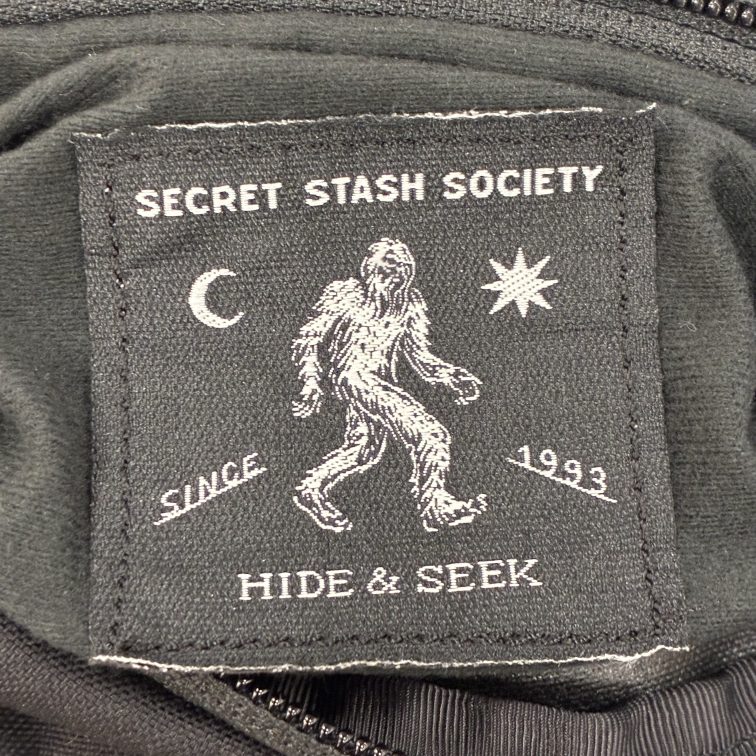 SECRET STASH SOCIETY
SINCE 1993
HIDE & SEEK